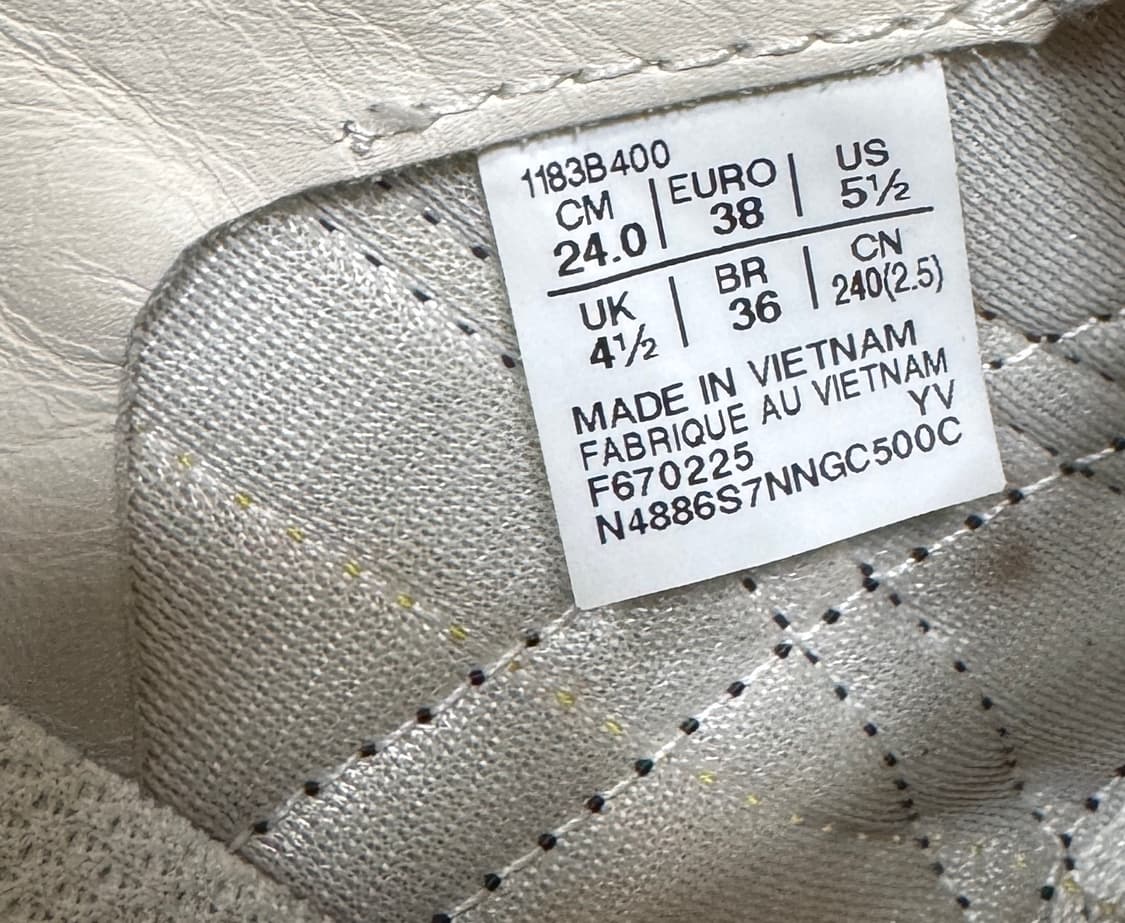 1183B400
CM | EURO | US
24.0 | 38 | 5½
UK | BR | CN
4½ | 36 | 240(2.5)
MADE IN VIETNAM
FABRIQUE AU VIETNAM
YV
F670225
N4886S7NNGC500C